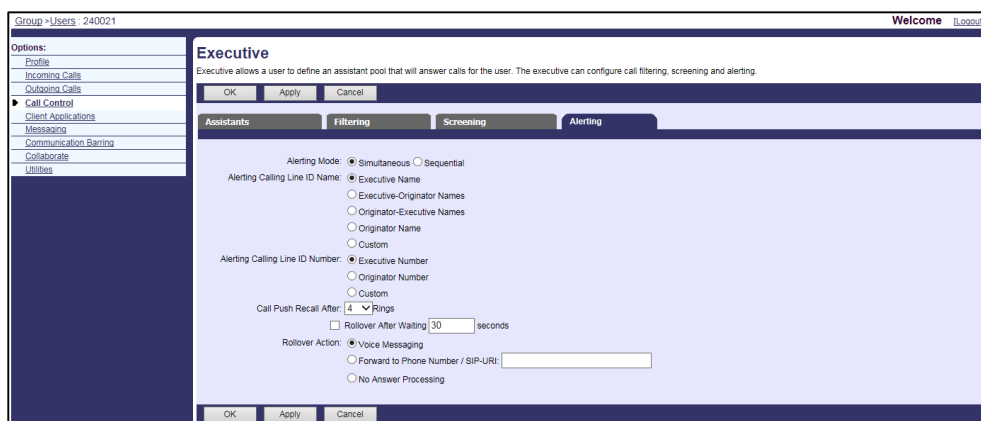 Group >Users : 240021
Welcome [Logout
Options:
Profile
Incoming Calls
Outgoing Calls
Call Control
Client Applications
Messaging
Communication Barring
Collaborate
Utilities
Executive
Executive allows a user to define an assistant pool that will answer calls for the user. The executive can configure call filtering, screening and alerting.
OK Apply Cancel
Assistants Filtering Screening Alerting
Alerting Mode: Simultaneous Sequential
Alerting Calling Line ID Name: Executive Name
Executive-Originator Names
Originator-Executive Names
Originator Name
Custom
Alerting Calling Line ID Number: Executive Number
Originator Number
Custom
Call Push Recall After: 4 Rings
Rollover After Waiting 30 seconds
Rollover Action: Voice Messaging
Forward to Phone Number / SIP-URI:
No Answer Processing
OK Apply Cancel